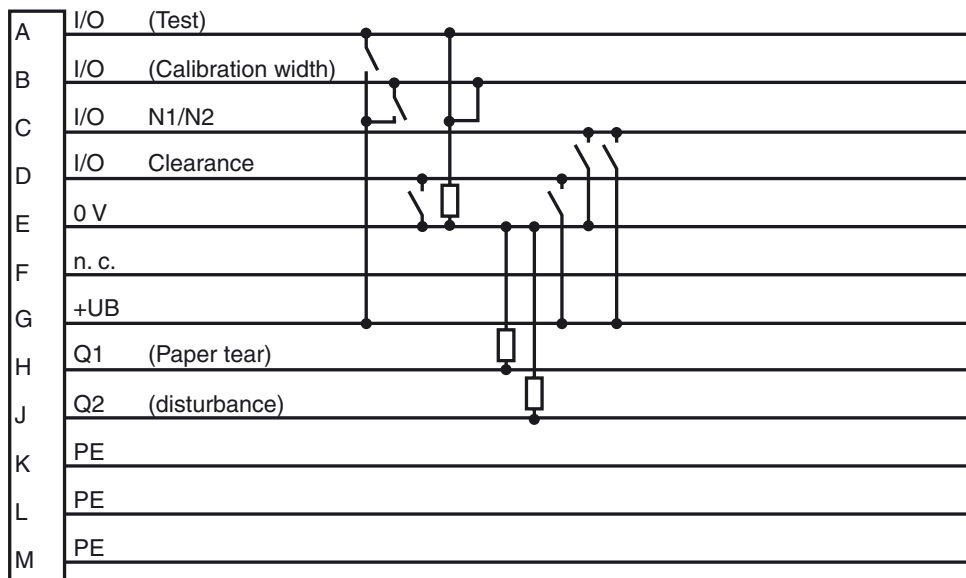 A I/O (Test)
B I/O (Calibration width)
C I/O N1/N2
D I/O Clearance
E 0 V
F n. c.
G +UB
H Q1 (Paper tear)
J Q2 (disturbance)
K PE
L PE
M PE